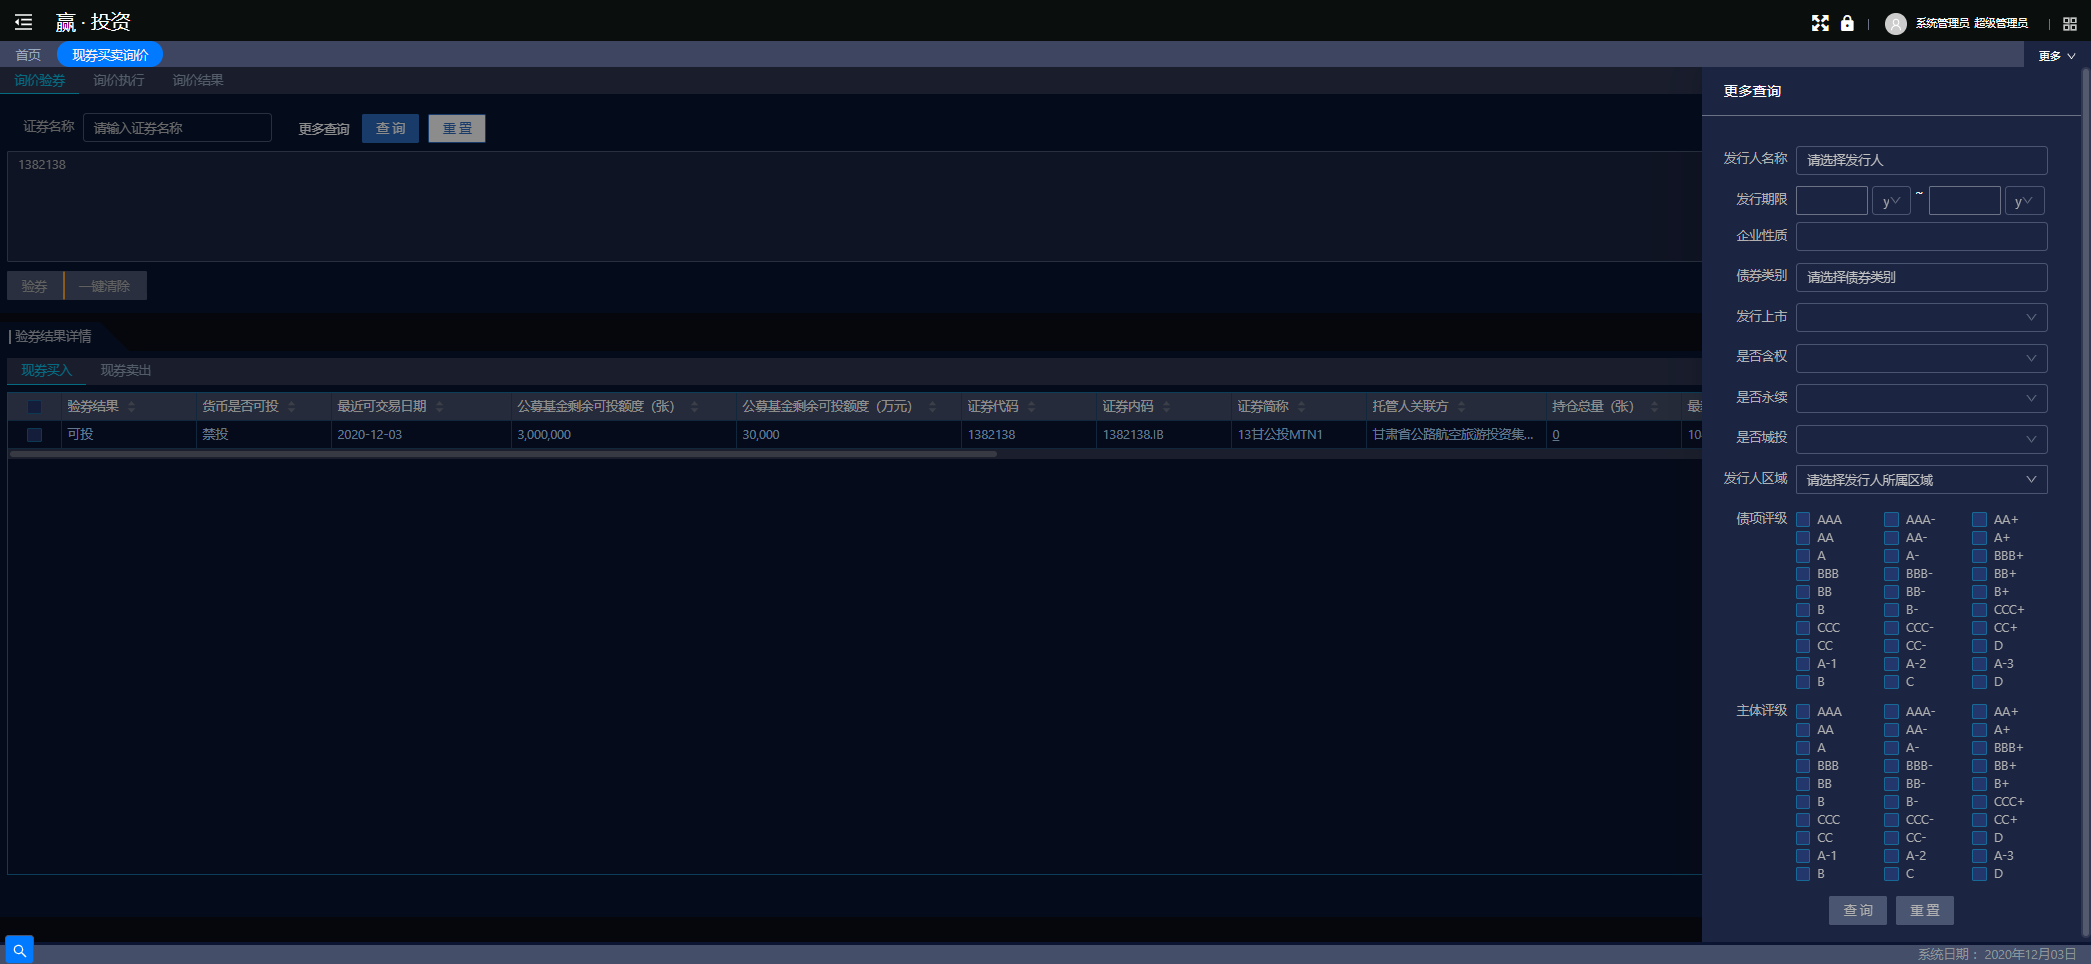 赢 · 投资
系统管理员 超级管理员
首页 现券买卖询价 更多
询价验券 询价执行 询价结果
证券名称 请输入证券名称 更多查询 查询 重置
1382138
验券 一键清除
验券结果详情
现券买入 现券卖出
验券结果 货币是否可投 最近可交易日期 公募基金剩余可投额度（张） 公募基金剩余可投额度（万元） 证券代码 证券内码 证券简称 托管人关联方 持仓总量（张）
可投 禁投 2020-12-03 3,000,000 30,000 1382138 1382138.IB 13甘公投MTN1 甘肃省公路航空旅游投资集... 0 10
更多查询
发行人名称 请选择发行人
发行期限 y ~ y
企业性质
债券类别 请选择债券类别
发行上市
是否含权
是否永续
是否城投
发行人区域 请选择发行人所属区域
债项评级 AAA AAA- AA+
AA AA- A+
A A- BBB+
BBB BBB- BB+
BB BB- B+
B B- CCC+
CCC CCC- CC+
CC CC- D
A-1 A-2 A-3
B C D
主体评级 AAA AAA- AA+
AA AA- A+
A A- BBB+
BBB BBB- BB+
BB BB- B+
B B- CCC+
CCC CCC- CC+
CC CC- D
A-1 A-2 A-3
B C D
查询 重置
系统日期： 2020年12月03日